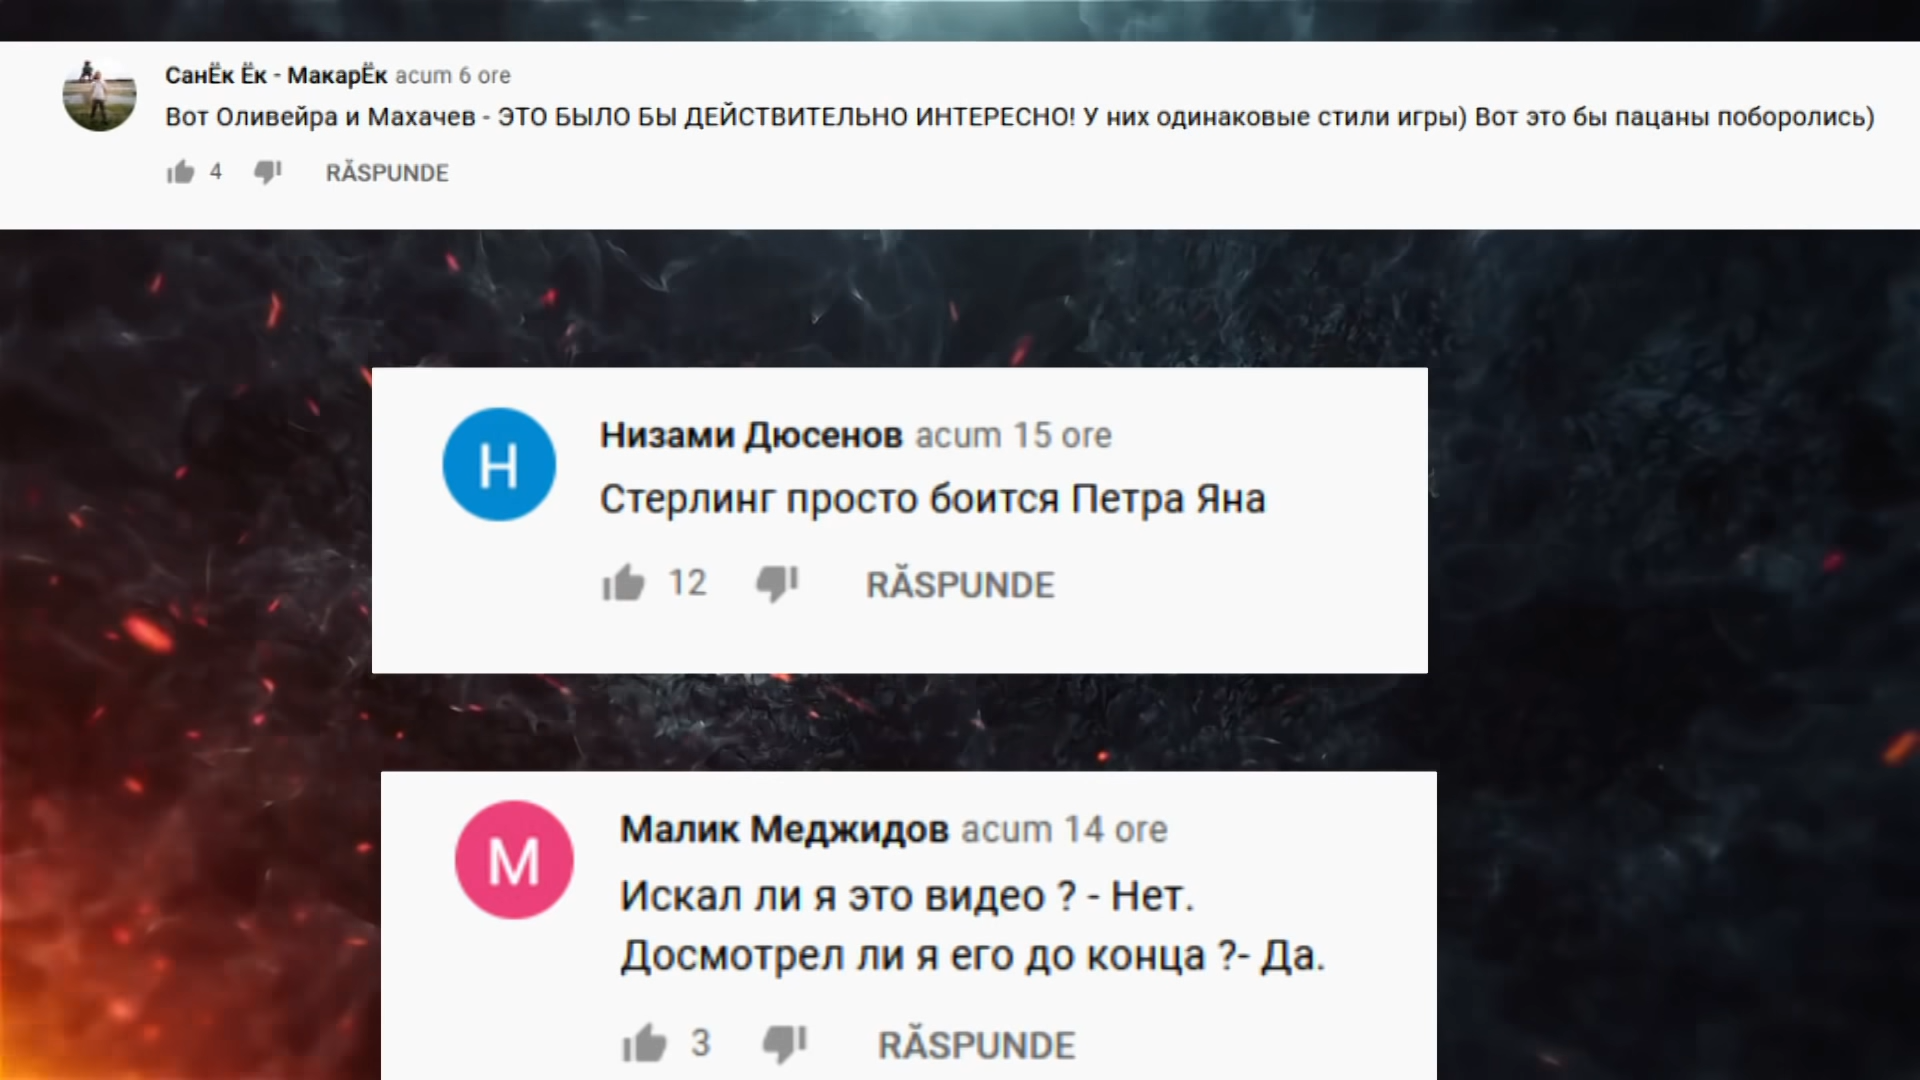 СанЁк Ёк - МакарЁк acum 6 ore
Вот Оливейра и Махачев - ЭТО БЫЛО БЫ ДЕЙСТВИТЕЛЬНО ИНТЕРЕСНО! У них одинаковые стили игры) Вот это бы пацаны поборолись)
4 RĂSPUNDE
Н
Низами Дюсенов acum 15 ore
Стерлинг просто боится Петра Яна
12 RĂSPUNDE
М
Малик Меджидов acum 14 ore
Искал ли я это видео ? - Нет.
Досмотрел ли я его до конца ?- Да.
3 RĂSPUNDE